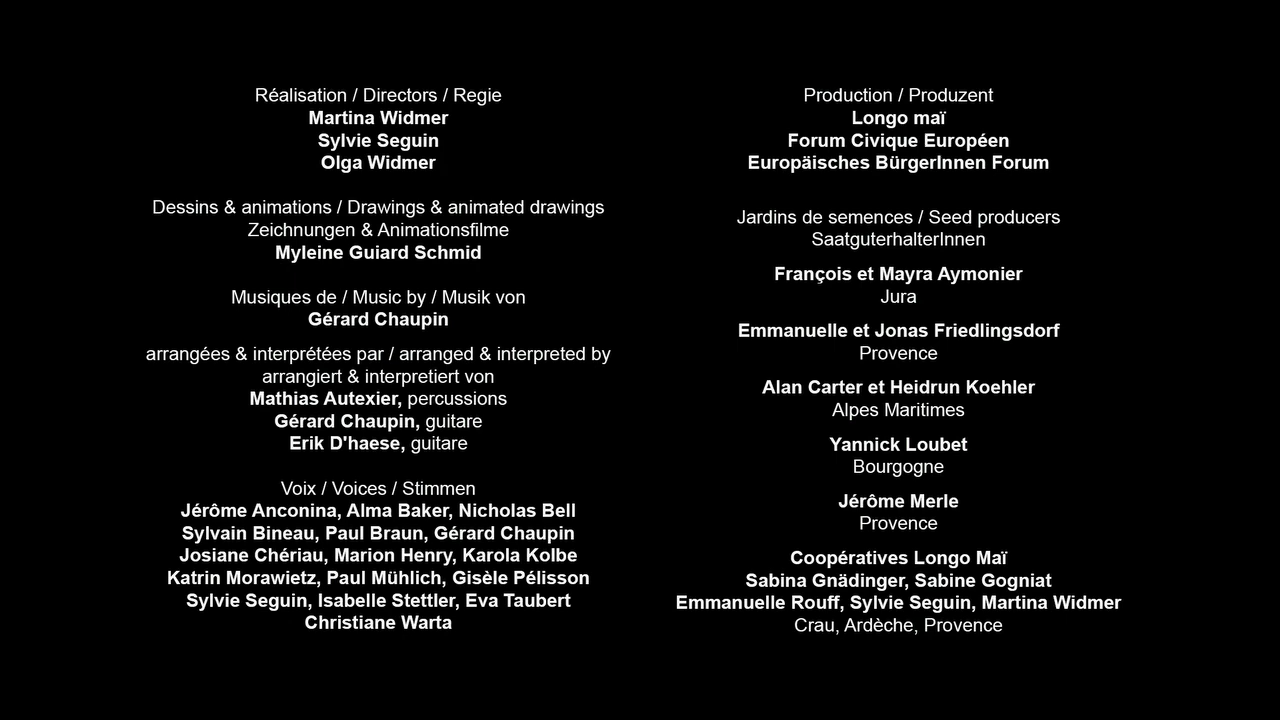 Réalisation / Directors / Regie
Martina Widmer
Sylvie Seguin
Olga Widmer
Dessins & animations / Drawings & animated drawings
Zeichnungen & Animationsfilme
Myleine Guiard Schmid
Musiques de / Music by / Musik von
Gérard Chaupin
arrangées & interprétées par / arranged & interpreted by
arrangiert & interpretiert von
Mathias Autexier, percussions
Gérard Chaupin, guitare
Erik D'haese, guitare
Voix / Voices / Stimmen
Jérôme Anconina, Alma Baker, Nicholas Bell
Sylvain Bineau, Paul Braun, Gérard Chaupin
Josiane Chériau, Marion Henry, Karola Kolbe
Katrin Morawietz, Paul Mühlich, Gisèle Pélisson
Sylvie Seguin, Isabelle Stettler, Eva Taubert
Christiane Warta
Production / Produzent
Longo maï
Forum Civique Européen
Europäisches BürgerInnen Forum
Jardins de semences / Seed producers
SaatguterhalterInnen
François et Mayra Aymonier
Jura
Emmanuelle et Jonas Friedlingsdorf
Provence
Alan Carter et Heidrun Koehler
Alpes Maritimes
Yannick Loubet
Bourgogne
Jérôme Merle
Provence
Coopératives Longo Maï
Sabina Gnädinger, Sabine Gogniat
Emmanuelle Rouff, Sylvie Seguin, Martina Widmer
Crau, Ardèche, Provence